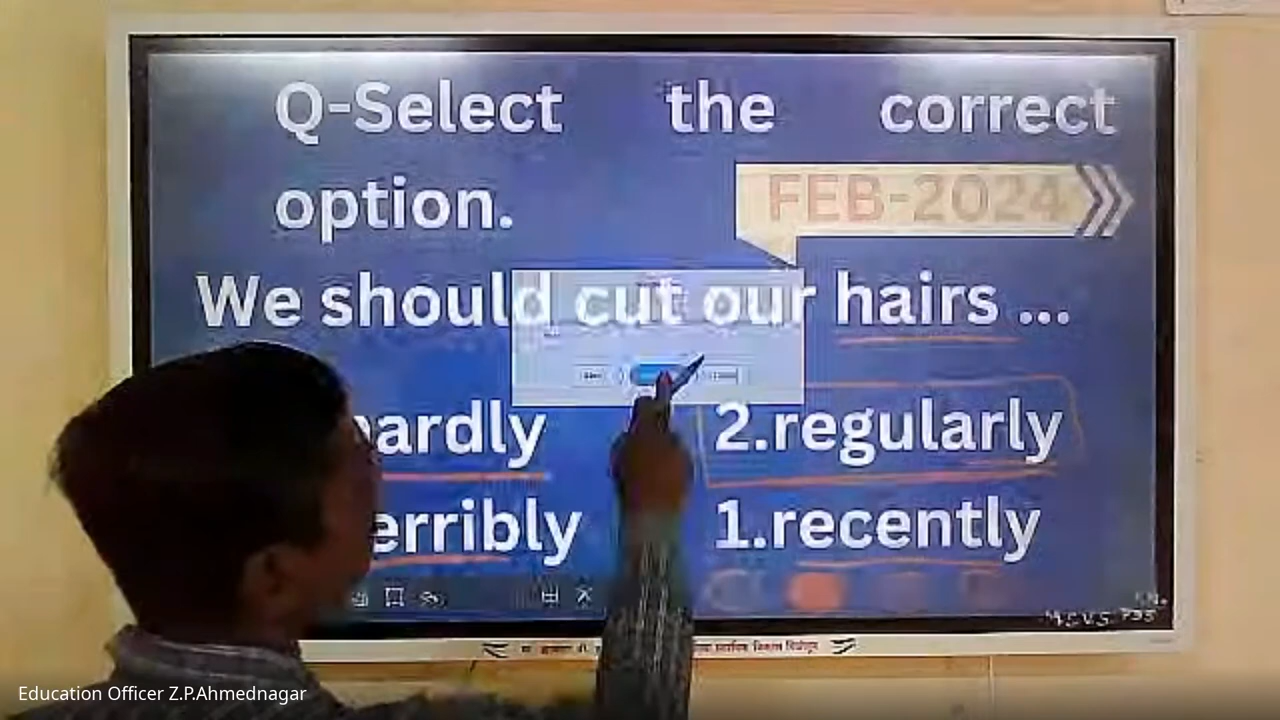 Q-Select the correct
option.
FEB-2024
We should cut our hairs ...
ardly 2.regularly
erribly 1.recently
Education Officer Z.P.Ahmednagar